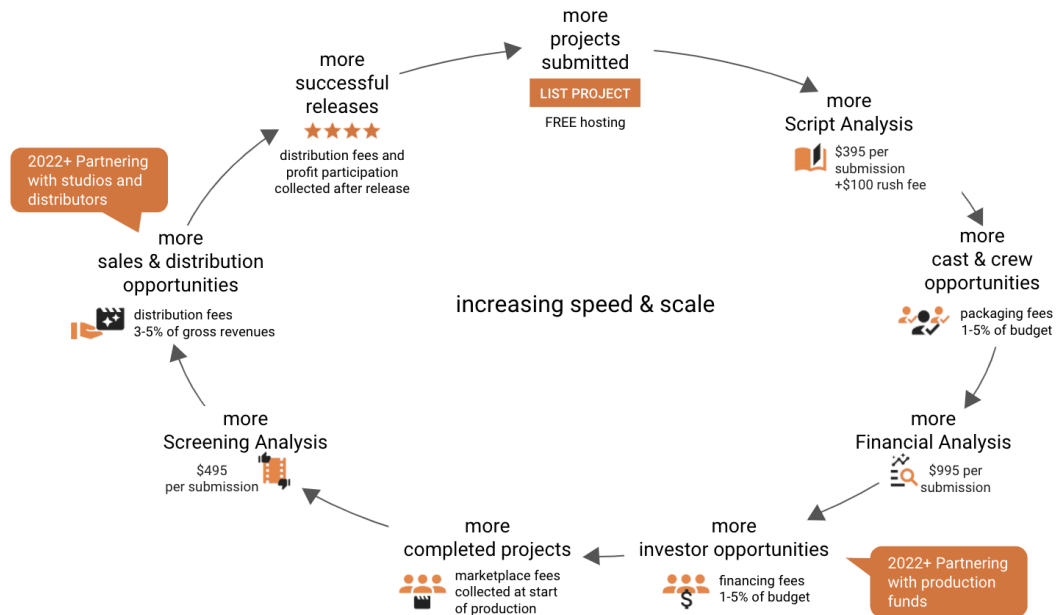 more
projects
submitted
LIST PROJECT
FREE hosting
more
Script Analysis
$395 per
submission
+$100 rush fee
more
cast & crew
opportunities
packaging fees
1-5% of budget
more
Financial Analysis
$995 per
submission
more
investor opportunities
financing fees
1-5% of budget
$
2022+ Partnering
with production
funds
more
completed projects
marketplace fees
collected at start
of production
more
Screening Analysis
$495
per submission
more
sales & distribution
opportunities
distribution fees
3-5% of gross revenues
2022+ Partnering
with studios and
distributors
more
successful
releases
distribution fees and
profit participation
collected after release
increasing speed & scale